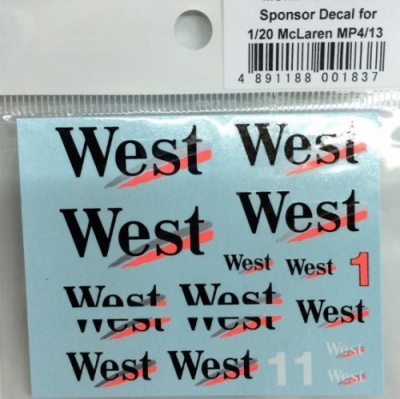 Sponsor Decal for
1/20 McLaren MP4/13
4 891188 001837
West West
West West
West West 1
West West West
West West 11 West
West